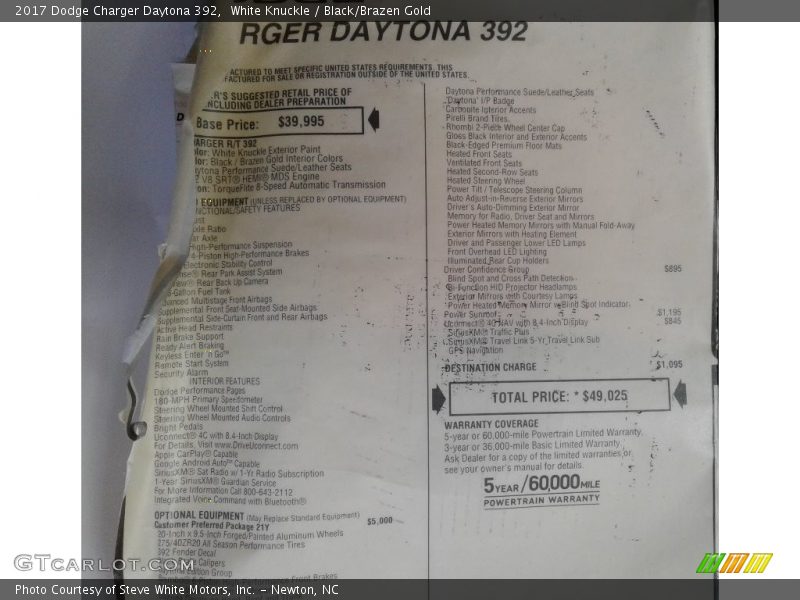 2017 Dodge Charger Daytona 392, White Knuckle / Black/Brazen Gold
RGER DAYTONA 392
ACTURED TO MEET SPECIFIC UNITED STATES REQUIREMENTS. THIS
FACTURED FOR SALE OR REGISTRATION OUTSIDE OF THE UNITED STATES.
R'S SUGGESTED RETAIL PRICE OF
INCLUDING DEALER PREPARATION
D
Base Price: $39,995
ARGER R/T 392
lor: White Knuckle Exterior Paint
lor: Black / Brazen Gold Interior Colors
aytona Performance Suede/Leather Seats
V8 SRT® HEMI® MDS Engine
on: TorqueFlite 8-Speed Automatic Transmission
EQUIPMENT (UNLESS REPLACED BY OPTIONAL EQUIPMENT)
NCTIONAL/SAFETY FEATURES
ust
xle Ratio
ar Axle
High-Performance Suspension
4-Piston High-Performance Brakes
Electronic Stability Control
nse® Rear Park Assist System
iew® Rear Back Up Camera
5-Gallon Fuel Tank
vanced Multistage Front Airbags
Supplemental Front Seat-Mounted Side Airbags
Supplemental Side-Curtain Front and Rear Airbags
Active Head Restraints
Rain Brake Support
Ready Alert Braking
Keyless Enter 'n Go™
Remote Start System
Security Alarm
INTERIOR FEATURES
Dodge Performance Pages
180-MPH Primary Speedometer
Steering Wheel Mounted Shift Control
Steering Wheel Mounted Audio Controls
Bright Pedals
Uconnect® 4C with 8.4-Inch Display
For Details, Visit www.DriveUconnect.com
Apple CarPlay® Capable
Google Android Auto™ Capable
SiriusXM® Sat Radio w/ 1-Yr Radio Subscription
1-Year SiriusXM® Guardian Service
For More Information Call 800-643-2112
Integrated Voice Command with Bluetooth®
OPTIONAL EQUIPMENT (May Replace Standard Equipment)
Customer Preferred Package 21Y $5,000
20-Inch x 9.5-Inch Forged/Painted Aluminum Wheels
275/40ZR20 All Season Performance Tires
392 Fender Decal
Calipers
Daytona Edition Group
Front Brakes
Daytona Performance Suede/Leather Seats
'Daytona' I/P Badge
Carbonite Interior Accents
Pirelli Brand Tires
Rhombi 2-Piece Wheel Center Cap
Gloss Black Interior and Exterior Accents
Black-Edged Premium Floor Mats
Heated Front Seats
Ventilated Front Seats
Heated Second-Row Seats
Heated Steering Wheel
Power Tilt / Telescope Steering Column
Auto Adjust-in-Reverse Exterior Mirrors
Driver's Auto-Dimming Exterior Mirror
Memory for Radio, Driver Seat and Mirrors
Power Heated Memory Mirrors with Manual Fold-Away
Exterior Mirrors with Heating Element
Driver and Passenger Lower LED Lamps
Front Overhead LED Lighting
Illuminated Rear Cup Holders
Driver Confidence Group $895
Blind Spot and Cross Path Detection
Bi-Function HID Projector Headlamps
Exterior Mirrors with Courtesy Lamps
Power Heated Memory Mirror w/Blind Spot Indicator
Power Sunroof $1,195
Uconnect® 4C NAV with 8.4-Inch Display $845
SiriusXM® Traffic Plus
SiriusXM® Travel Link 5-Yr Travel Link Sub
GPS Navigation
DESTINATION CHARGE $1,095
TOTAL PRICE: * $49,025
WARRANTY COVERAGE
5-year or 60,000-mile Powertrain Limited Warranty.
3-year or 36,000-mile Basic Limited Warranty.
Ask Dealer for a copy of the limited warranties or
see your owner's manual for details.
5YEAR/60,000MILE
POWERTRAIN WARRANTY
GTCARLOT.COM
Photo Courtesy of Steve White Motors, Inc. – Newton, NC